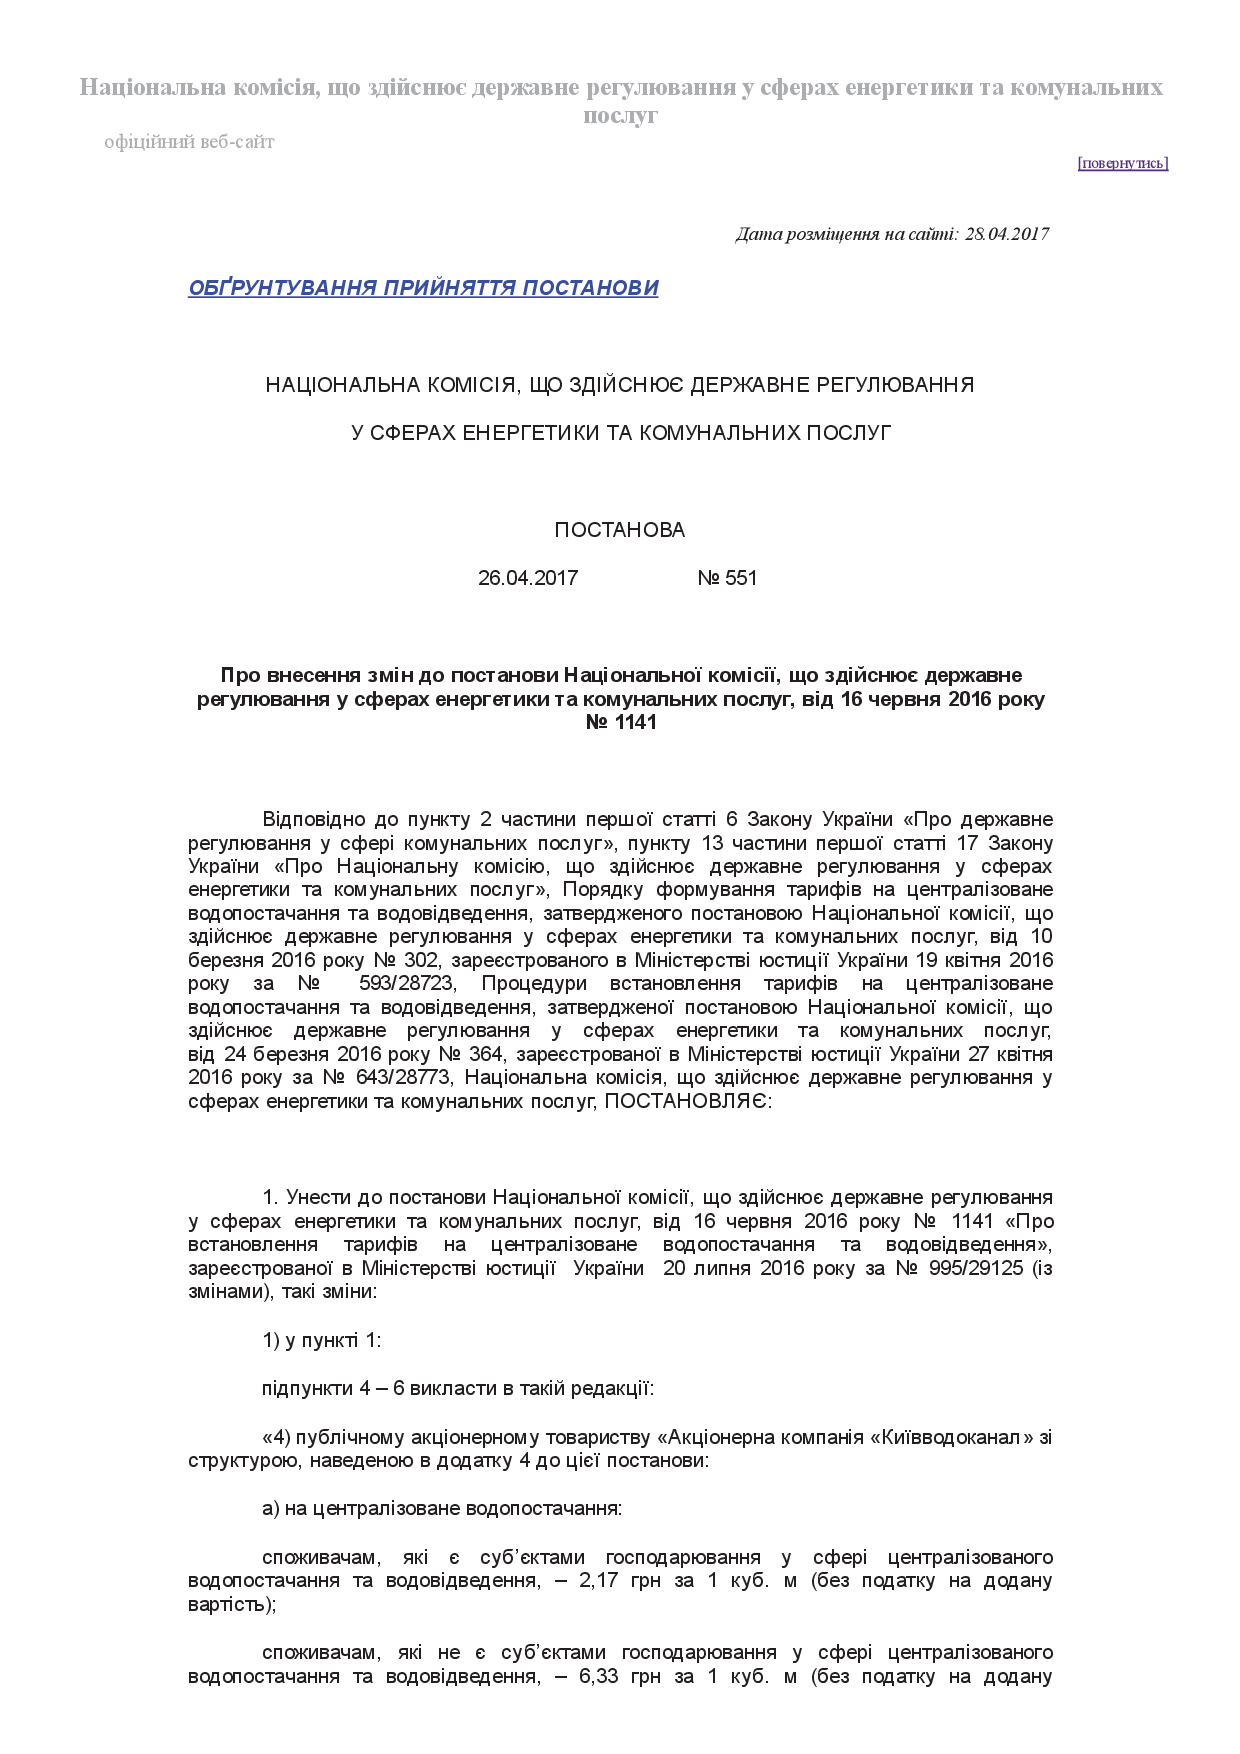 Національна комісія, що здійснює державне регулювання у сферах енергетики та комунальних
послуг
офіційний веб-сайт
[повернутись]
Дата розміщення на сайті: 28.04.2017
ОБҐРУНТУВАННЯ ПРИЙНЯТТЯ ПОСТАНОВИ
НАЦІОНАЛЬНА КОМІСІЯ, ЩО ЗДІЙСНЮЄ ДЕРЖАВНЕ РЕГУЛЮВАННЯ
У СФЕРАХ ЕНЕРГЕТИКИ ТА КОМУНАЛЬНИХ ПОСЛУГ
ПОСТАНОВА
26.04.2017 № 551
Про внесення змін до постанови Національної комісії, що здійснює державне
регулювання у сферах енергетики та комунальних послуг, від 16 червня 2016 року
№ 1141
Відповідно до пункту 2 частини першої статті 6 Закону України «Про державне
регулювання у сфері комунальних послуг», пункту 13 частини першої статті 17 Закону
України «Про Національну комісію, що здійснює державне регулювання у сферах
енергетики та комунальних послуг», Порядку формування тарифів на централізоване
водопостачання та водовідведення, затвердженого постановою Національної комісії, що
здійснює державне регулювання у сферах енергетики та комунальних послуг, від 10
березня 2016 року № 302, зареєстрованого в Міністерстві юстиції України 19 квітня 2016
року за № 593/28723, Процедури встановлення тарифів на централізоване
водопостачання та водовідведення, затвердженої постановою Національної комісії, що
здійснює державне регулювання у сферах енергетики та комунальних послуг,
від 24 березня 2016 року № 364, зареєстрованої в Міністерстві юстиції України 27 квітня
2016 року за № 643/28773, Національна комісія, що здійснює державне регулювання у
сферах енергетики та комунальних послуг, ПОСТАНОВЛЯЄ:
1. Унести до постанови Національної комісії, що здійснює державне регулювання
у сферах енергетики та комунальних послуг, від 16 червня 2016 року № 1141 «Про
встановлення тарифів на централізоване водопостачання та водовідведення»,
зареєстрованої в Міністерстві юстиції України 20 липня 2016 року за № 995/29125 (із
змінами), такі зміни:
1) у пункті 1:
підпункти 4 – 6 викласти в такій редакції:
«4) публічному акціонерному товариству «Акціонерна компанія «Київводоканал» зі
структурою, наведеною в додатку 4 до цієї постанови:
а) на централізоване водопостачання:
споживачам, які є суб’єктами господарювання у сфері централізованого
водопостачання та водовідведення, – 2,17 грн за 1 куб. м (без податку на додану
вартість);
споживачам, які не є суб’єктами господарювання у сфері централізованого
водопостачання та водовідведення, – 6,33 грн за 1 куб. м (без податку на додану